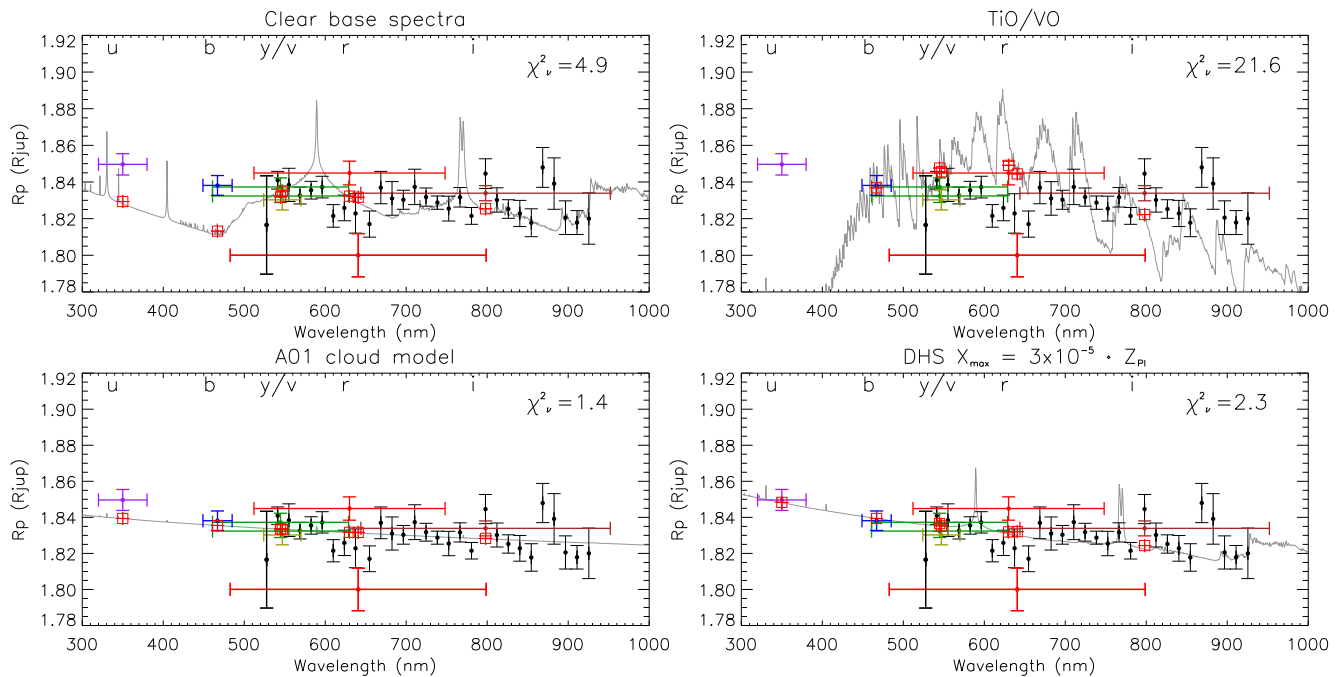 Clear base spectra
u b y/v r i
χ²ᵥ=4.9
1.92
1.90
1.88
1.86
1.84
1.82
1.80
1.78
Rp (Rjup)
300 400 500 600 700 800 900 1000
Wavelength (nm)
TiO/VO
u b y/v r i
χ²ᵥ=21.6
1.92
1.90
1.88
1.86
1.84
1.82
1.80
1.78
Rp (Rjup)
300 400 500 600 700 800 900 1000
Wavelength (nm)
A01 cloud model
u b y/v r i
χ²ᵥ=1.4
1.92
1.90
1.88
1.86
1.84
1.82
1.80
1.78
Rp (Rjup)
300 400 500 600 700 800 900 1000
Wavelength (nm)
DHS Xmax = 3x10⁻⁵ · ZPl
u b y/v r i
χ²ᵥ=2.3
1.92
1.90
1.88
1.86
1.84
1.82
1.80
1.78
Rp (Rjup)
300 400 500 600 700 800 900 1000
Wavelength (nm)